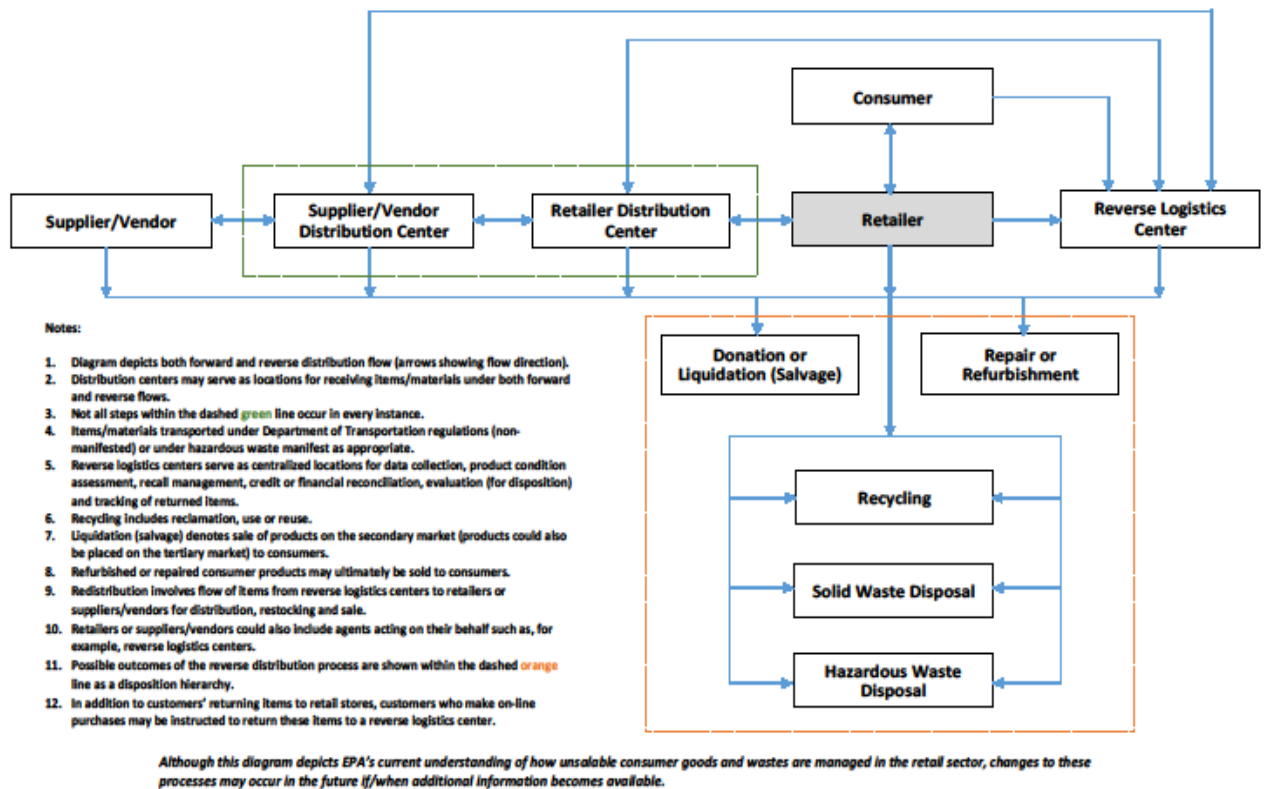 Consumer
Supplier/Vendor
Supplier/Vendor
Distribution Center
Retailer Distribution
Center
Retailer
Reverse Logistics
Center
Donation or
Liquidation (Salvage)
Repair or
Refurbishment
Recycling
Solid Waste Disposal
Hazardous Waste
Disposal
Notes:
1. Diagram depicts both forward and reverse distribution flow (arrows showing flow direction).
2. Distribution centers may serve as locations for receiving items/materials under both forward
and reverse flows.
3. Not all steps within the dashed green line occur in every instance.
4. Items/materials transported under Department of Transportation regulations (non-
manifested) or under hazardous waste manifest as appropriate.
5. Reverse logistics centers serve as centralized locations for data collection, product condition
assessment, recall management, credit or financial reconciliation, evaluation (for disposition)
and tracking of returned items.
6. Recycling includes reclamation, use or reuse.
7. Liquidation (salvage) denotes sale of products on the secondary market (products could also
be placed on the tertiary market) to consumers.
8. Refurbished or repaired consumer products may ultimately be sold to consumers.
9. Redistribution involves flow of items from reverse logistics centers to retailers or
suppliers/vendors for distribution, restocking and sale.
10. Retailers or suppliers/vendors could also include agents acting on their behalf such as, for
example, reverse logistics centers.
11. Possible outcomes of the reverse distribution process are shown within the dashed orange
line as a disposition hierarchy.
12. In addition to customers' returning items to retail stores, customers who make on-line
purchases may be instructed to return these items to a reverse logistics center.
Although this diagram depicts EPA's current understanding of how unsalable consumer goods and wastes are managed in the retail sector, changes to these
processes may occur in the future if/when additional information becomes available.